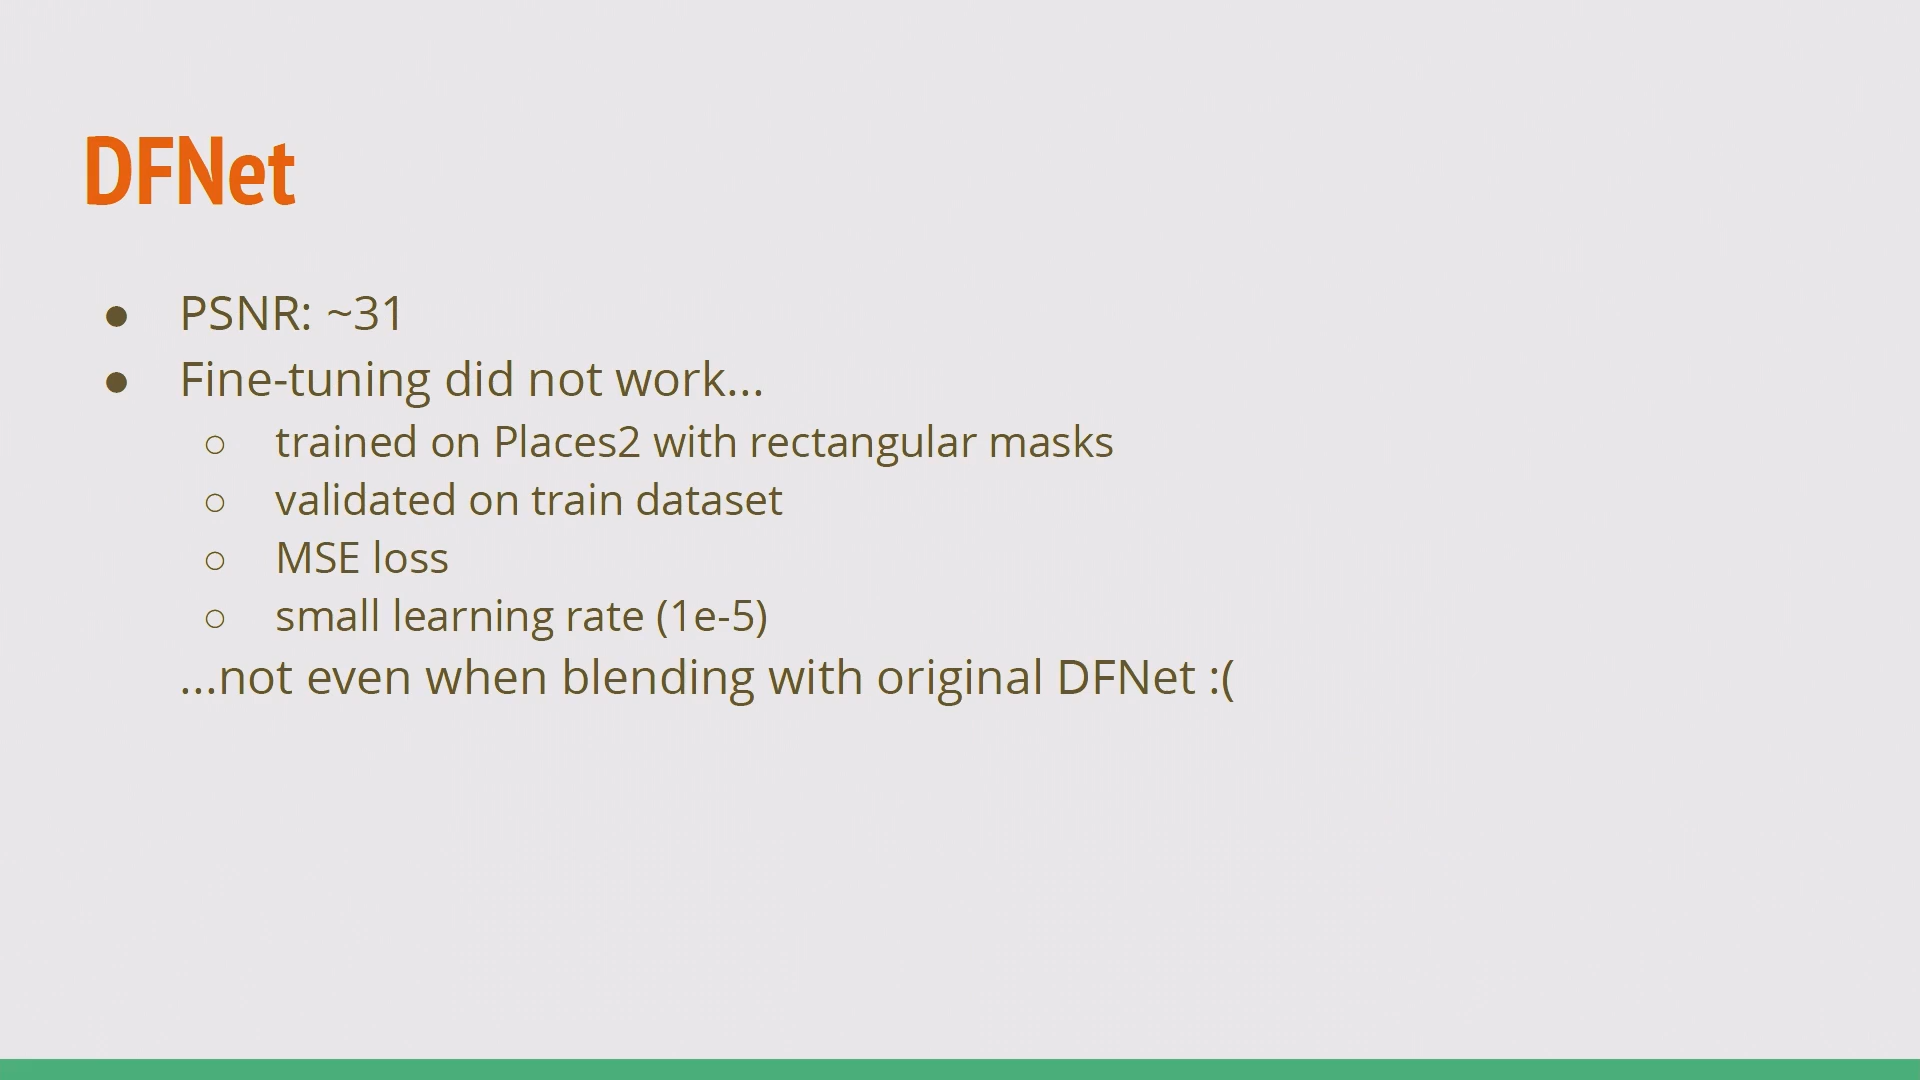 DFNet
● PSNR: ~31
● Fine-tuning did not work...
○ trained on Places2 with rectangular masks
○ validated on train dataset
○ MSE loss
○ small learning rate (1e-5)
...not even when blending with original DFNet :(